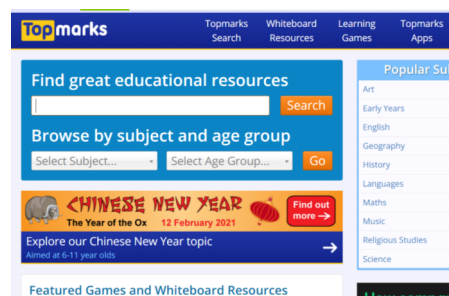 Topmarks
Topmarks Search
Whiteboard Resources
Learning Games
Topmarks Apps
Find great educational resources
Search
Browse by subject and age group
Select Subject...
Select Age Group...
Go
CHINESE NEW YEAR
The Year of the Ox
12 February 2021
Find out
more →
Explore our Chinese New Year topic
Aimed at 6-11 year olds
Featured Games and Whiteboard Resources
Popular Su
Art
Early Years
English
Geography
History
Languages
Maths
Music
Religious Studies
Science